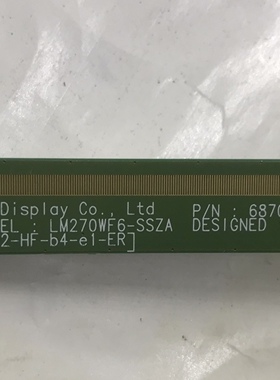 Display Co., Ltd P/N : 6870
EL : LM270WF6-SSZA DESIGNED
2-HF-b4-e1-ER]